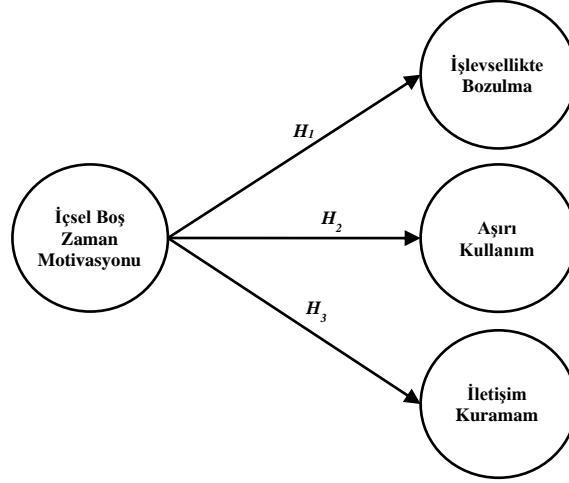 İşlevsellikte
Bozulma
H1
İçsel Boş
Zaman
Motivasyonu
H2
Aşırı
Kullanım
H3
İletişim
Kuramam